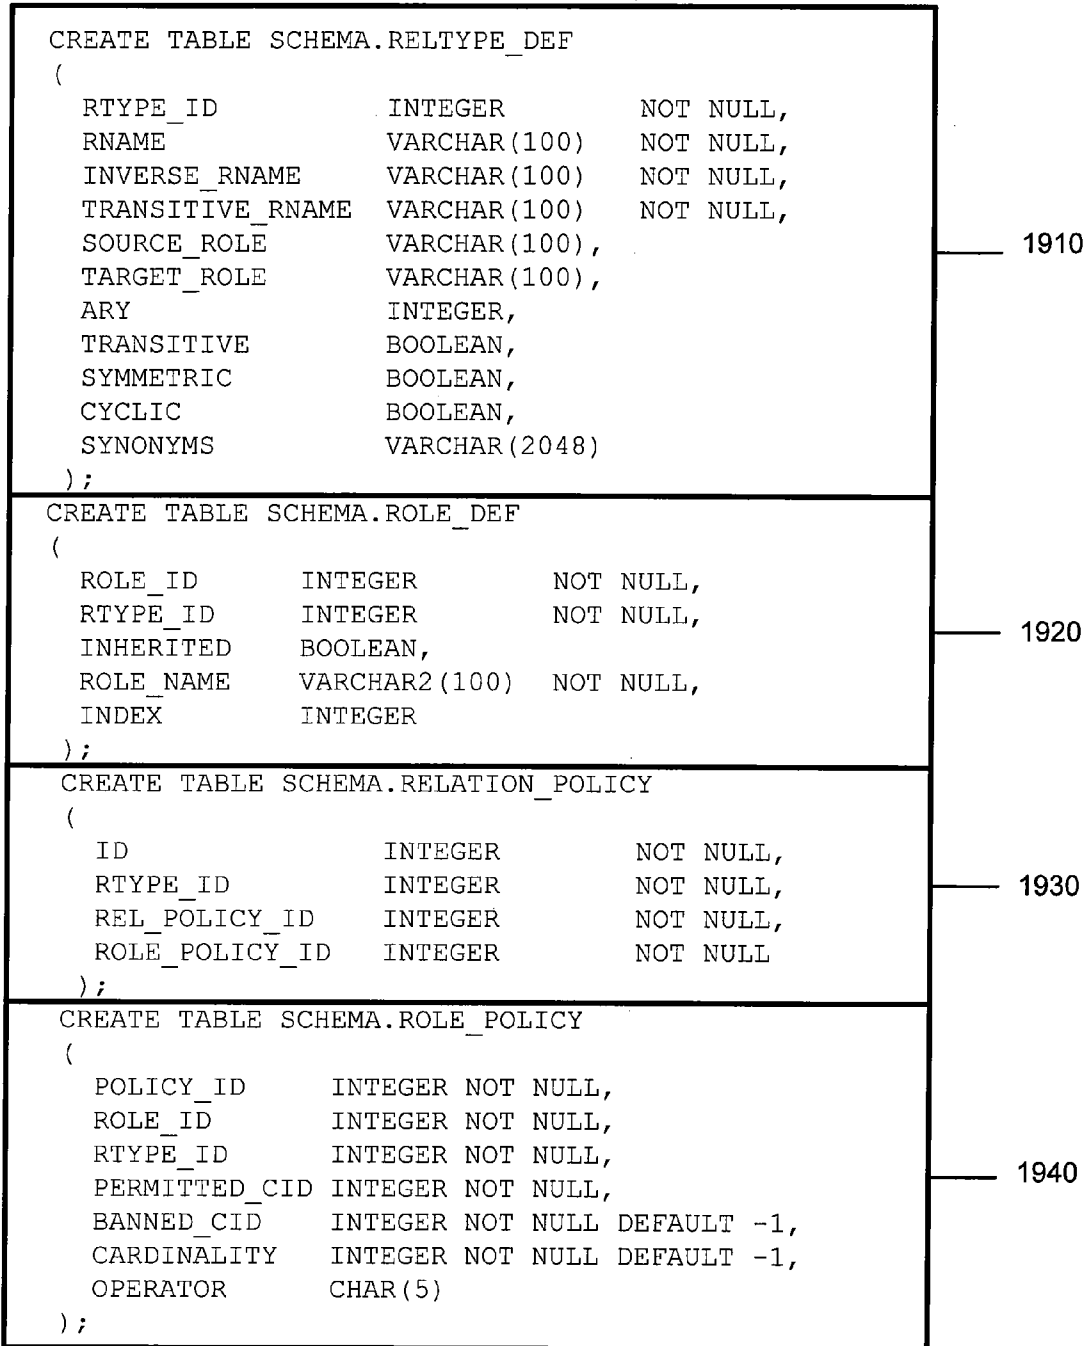 CREATE TABLE SCHEMA.RELTYPE_DEF
(
RTYPE_ID INTEGER NOT NULL,
RNAME VARCHAR(100) NOT NULL,
INVERSE_RNAME VARCHAR(100) NOT NULL,
TRANSITIVE_RNAME VARCHAR(100) NOT NULL,
SOURCE_ROLE VARCHAR(100),
TARGET_ROLE VARCHAR(100),
ARY INTEGER,
TRANSITIVE BOOLEAN,
SYMMETRIC BOOLEAN,
CYCLIC BOOLEAN,
SYNONYMS VARCHAR(2048)
);
1910
CREATE TABLE SCHEMA.ROLE_DEF
(
ROLE_ID INTEGER NOT NULL,
RTYPE_ID INTEGER NOT NULL,
INHERITED BOOLEAN,
ROLE_NAME VARCHAR2(100) NOT NULL,
INDEX INTEGER
);
1920
CREATE TABLE SCHEMA.RELATION_POLICY
(
ID INTEGER NOT NULL,
RTYPE_ID INTEGER NOT NULL,
REL_POLICY_ID INTEGER NOT NULL,
ROLE_POLICY_ID INTEGER NOT NULL
);
1930
CREATE TABLE SCHEMA.ROLE_POLICY
(
POLICY_ID INTEGER NOT NULL,
ROLE_ID INTEGER NOT NULL,
RTYPE_ID INTEGER NOT NULL,
PERMITTED_CID INTEGER NOT NULL,
BANNED_CID INTEGER NOT NULL DEFAULT -1,
CARDINALITY INTEGER NOT NULL DEFAULT -1,
OPERATOR CHAR(5)
);
1940